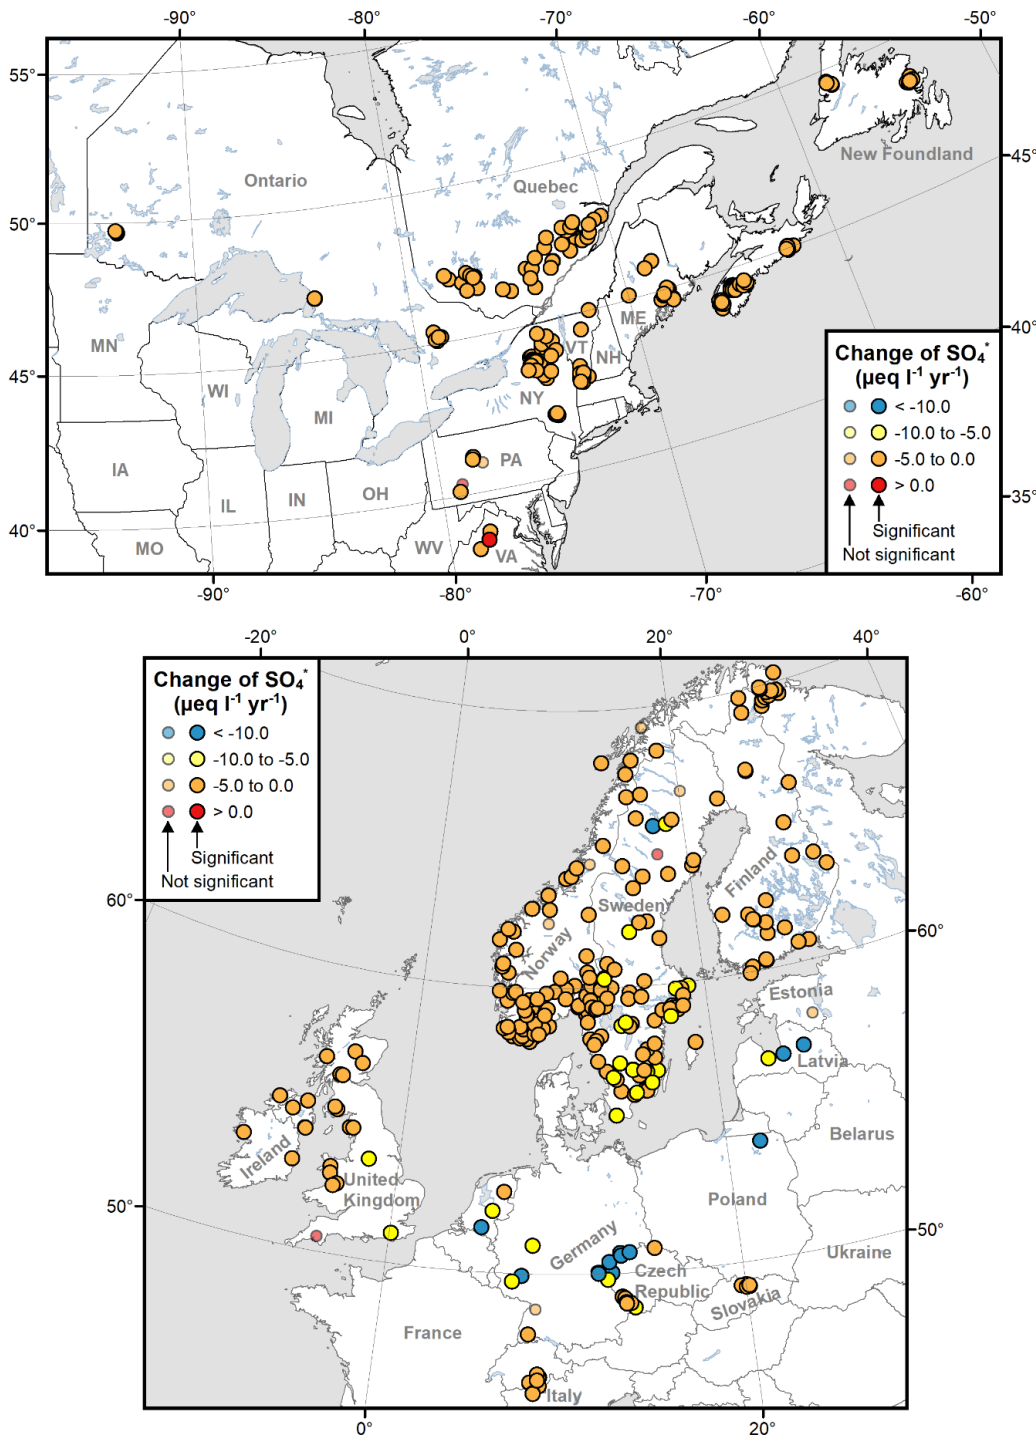 -90° -80° -70° -60° -50°
55°
New Foundland
45°
Ontario
Quebec
50°
ME
40°
MN
VT
NH
45°
WI
MI
NY
Change of SO₄*
(µeq l⁻¹ yr⁻¹)
< -10.0
-10.0 to -5.0
-5.0 to 0.0
> 0.0
Significant
Not significant
IA
PA
IL
IN
OH
35°
40°
MO
WV
VA
-90° -80° -70° -60°
-20° 0° 20° 40°
Change of SO₄*
(µeq l⁻¹ yr⁻¹)
< -10.0
-10.0 to -5.0
-5.0 to 0.0
> 0.0
Significant
Not significant
Finland
60°
Sweden
60°
Norway
Estonia
Latvia
Belarus
Ireland
United
Kingdom
Poland
50°
50°
Germany
Ukraine
Czech
Republic
Slovakia
France
Italy
0° 20°